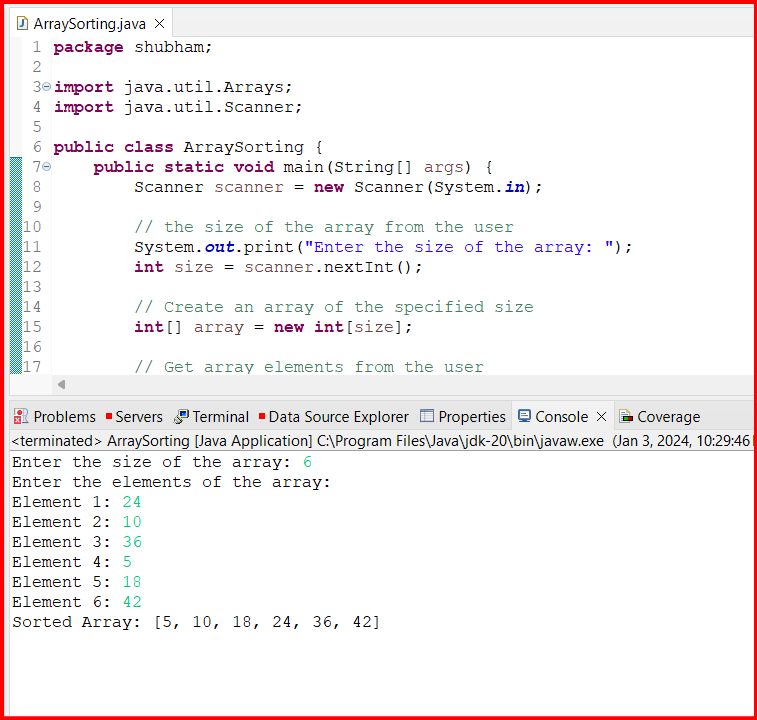 ArraySorting.java
1 package shubham;
2
3 import java.util.Arrays;
4 import java.util.Scanner;
5
6 public class ArraySorting {
7 public static void main(String[] args) {
8 Scanner scanner = new Scanner(System.in);
9
10 // the size of the array from the user
11 System.out.print("Enter the size of the array: ");
12 int size = scanner.nextInt();
13
14 // Create an array of the specified size
15 int[] array = new int[size];
16
17 // Get array elements from the user
Problems Servers Terminal Data Source Explorer Properties Console Coverage
<terminated> ArraySorting [Java Application] C:\Program Files\Java\jdk-20\bin\javaw.exe (Jan 3, 2024, 10:29:46
Enter the size of the array: 6
Enter the elements of the array:
Element 1: 24
Element 2: 10
Element 3: 36
Element 4: 5
Element 5: 18
Element 6: 42
Sorted Array: [5, 10, 18, 24, 36, 42]